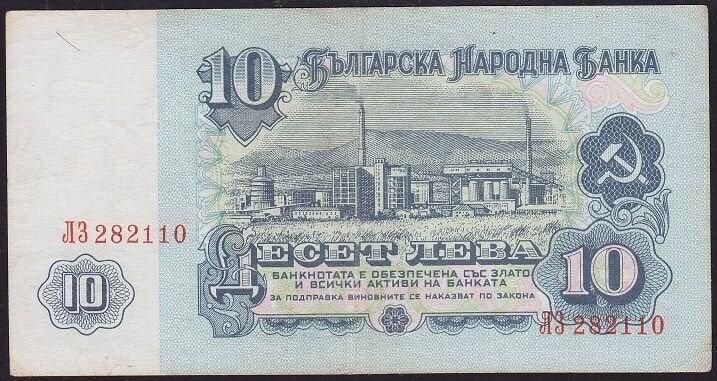 10 БЪЛГАРСКА НАРОДНА БАНКА
ЛЗ 282110
ДЕСЕТ ЛЕВА
БАНКНОТАТА Е ОБЕЗПЕЧЕНА СЪС ЗЛАТО
И ВСИЧКИ АКТИВИ НА БАНКАТА
ЗА ПОДПРАВКА ВИНОВНИТЕ СЕ НАКАЗВАТ ПО ЗАКОНА
10
10
ЛЗ 282110